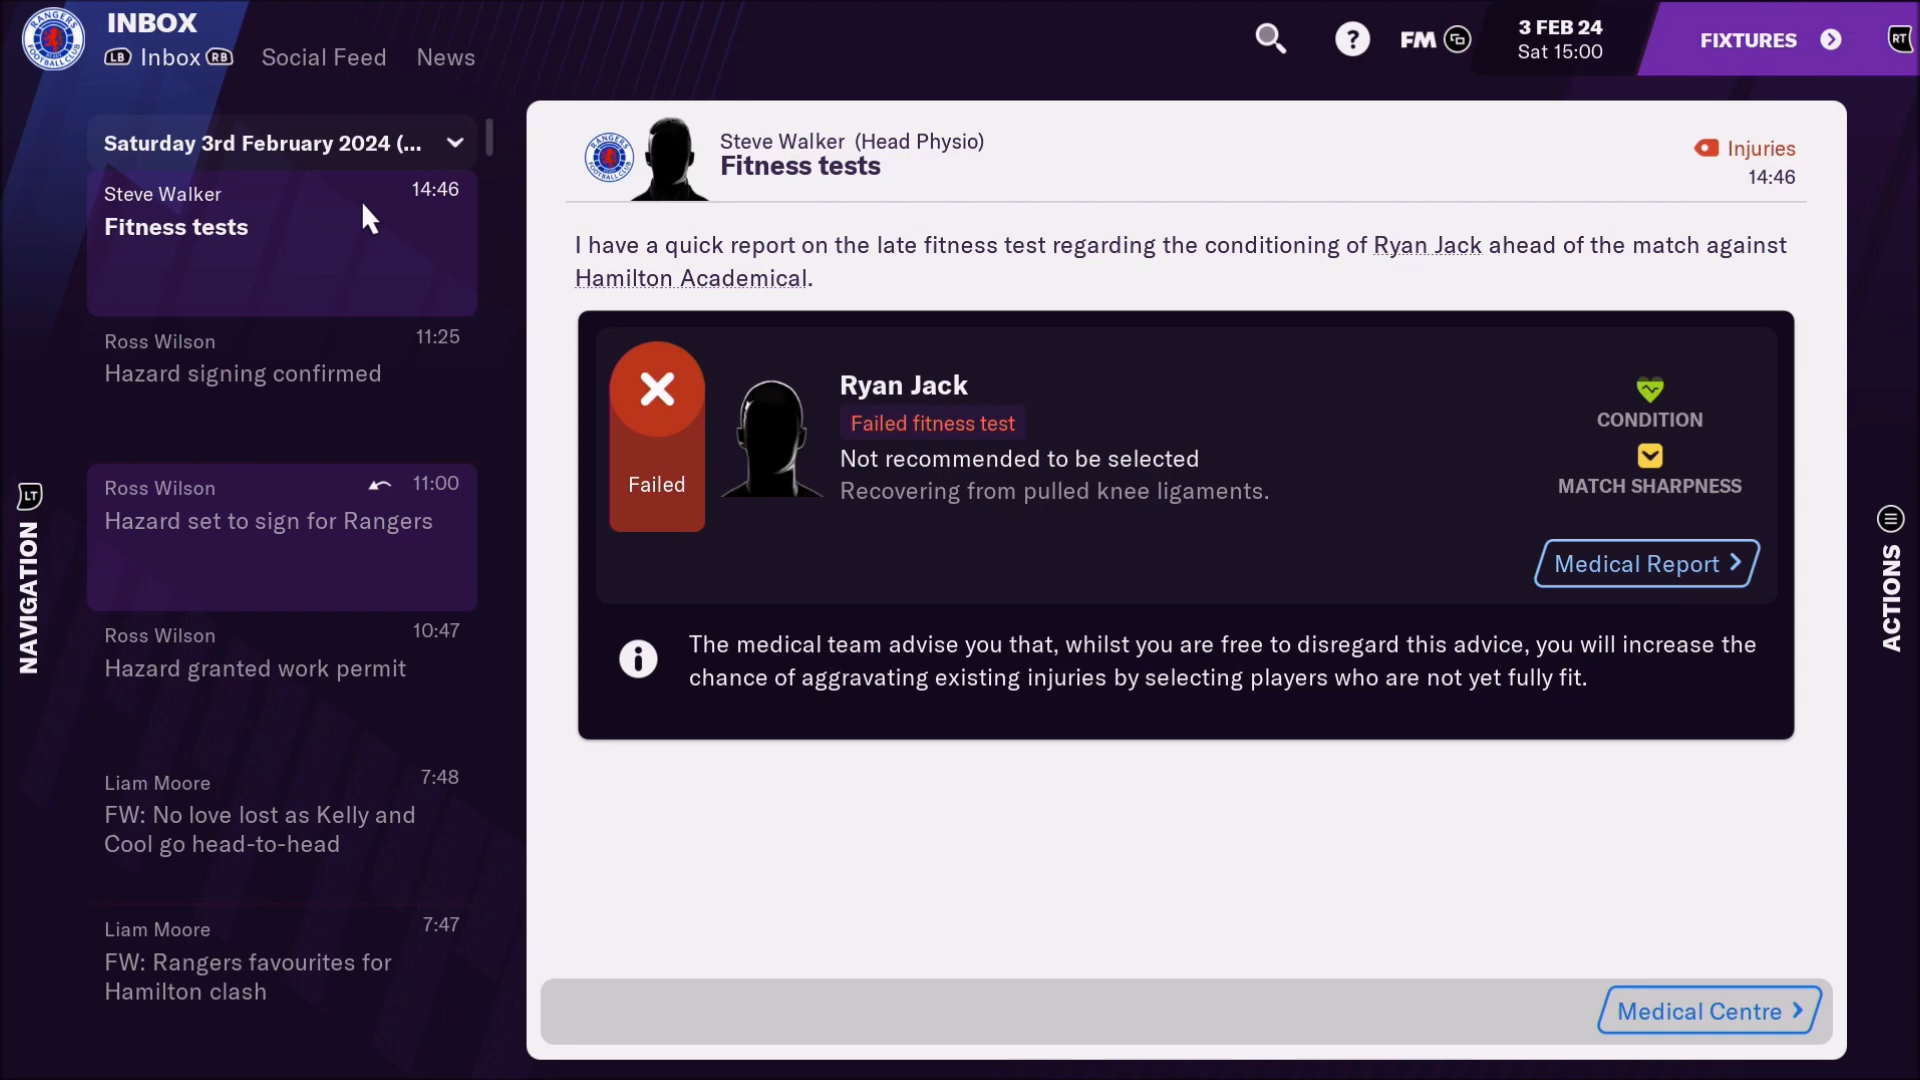 INBOX
LB Inbox RB Social Feed News
FM
3 FEB 24
Sat 15:00
FIXTURES
RT
Saturday 3rd February 2024 (...
Steve Walker 14:46
Fitness tests
Ross Wilson 11:25
Hazard signing confirmed
Ross Wilson 11:00
Hazard set to sign for Rangers
Ross Wilson 10:47
Hazard granted work permit
Liam Moore 7:48
FW: No love lost as Kelly and
Cool go head-to-head
Liam Moore 7:47
FW: Rangers favourites for
Hamilton clash
LT
NAVIGATION
Steve Walker (Head Physio)
Fitness tests
Injuries
14:46
I have a quick report on the late fitness test regarding the conditioning of Ryan Jack ahead of the match against
Hamilton Academical.
Failed
Ryan Jack
Failed fitness test
Not recommended to be selected
Recovering from pulled knee ligaments.
CONDITION
MATCH SHARPNESS
Medical Report
The medical team advise you that, whilst you are free to disregard this advice, you will increase the
chance of aggravating existing injuries by selecting players who are not yet fully fit.
Medical Centre
ACTIONS
RANGERS
FOOTBALL CLUB